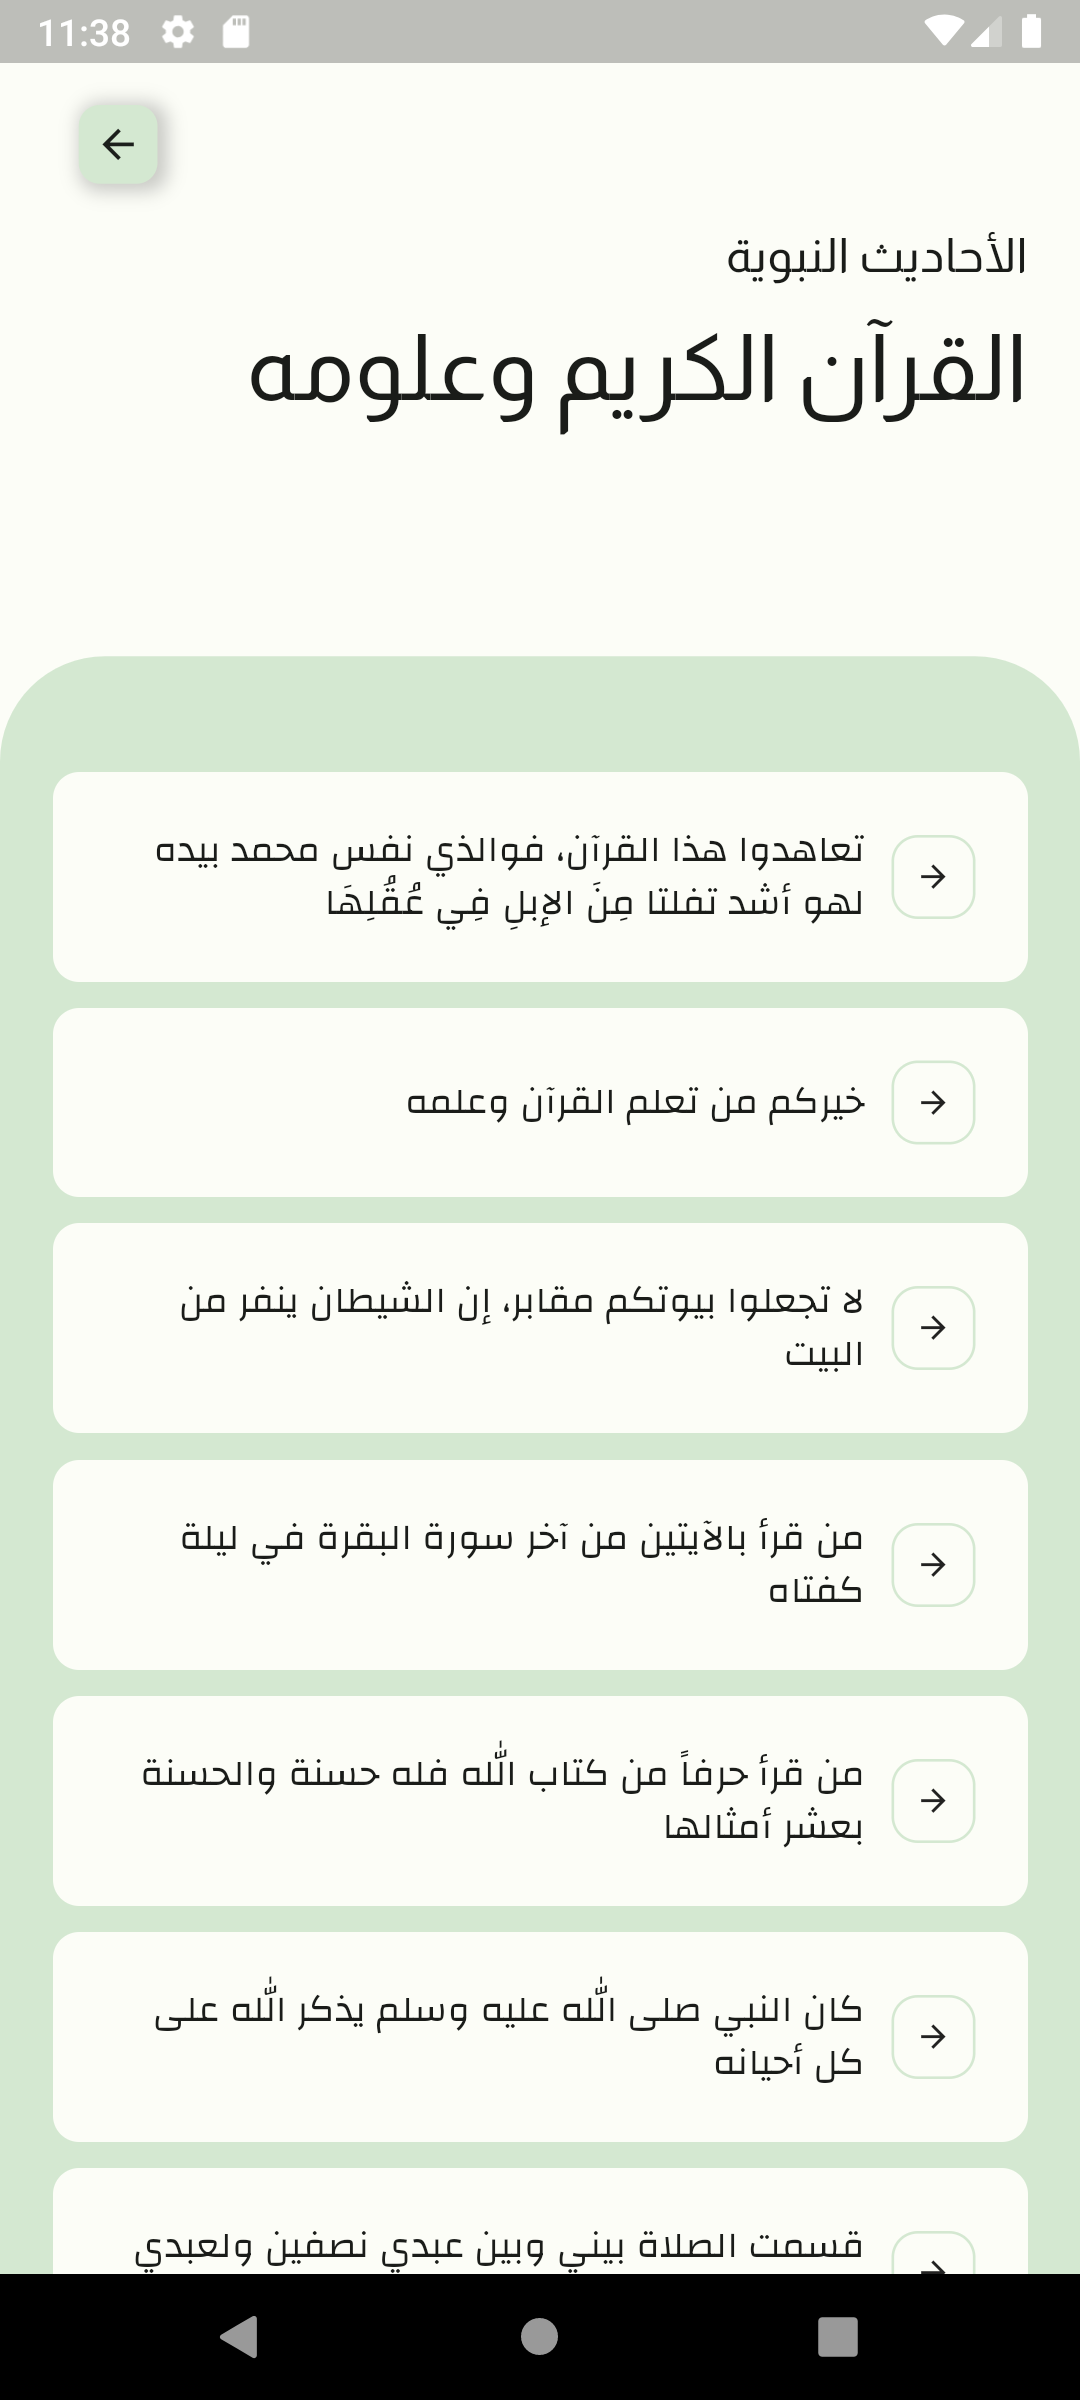 11:38
الأحاديث النبوية
القرآن الكريم وعلومه
تعاهدوا هذا القرآن، فوالذي نفس محمد بيده
لهو أشد تفلتا مِنَ الإبلِ فِي عُقُلِهَا
خيركم من تعلم القرآن وعلمه
لا تجعلوا بيوتكم مقابر، إن الشيطان ينفر من
البيت
من قرأ بالآيتين من آخر سورة البقرة في ليلة
كفتاه
من قرأ حرفاً من كتاب الله فله حسنة والحسنة
بعشر أمثالها
كان النبي صلى الله عليه وسلم يذكر الله على
كل أحيانه
قسمت الصلاة بيني وبين عبدي نصفين ولعبدي